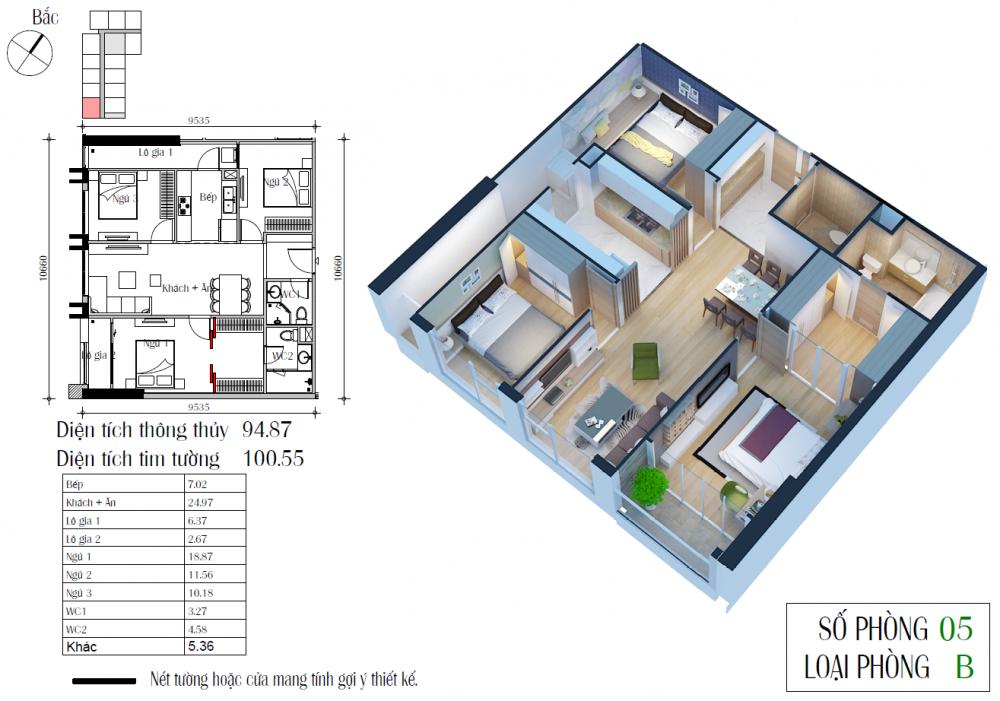 Bắc
9535
10660
10660
Lô gia 1
Ngủ 3
Bếp
Ngủ 2
Khách + Ăn
WC1
Lô gia 2
Ngủ 1
WC2
9535
Diện tích thông thủy 94.87
Diện tích tim tường 100.55
Bếp 7.02
Khách + Ăn 24.97
Lô gia 1 6.37
Lô gia 2 2.67
Ngủ 1 18.87
Ngủ 2 11.56
Ngủ 3 10.18
WC1 3.27
WC2 4.58
Khác 5.36
Nét tường hoặc cửa mang tính gợi ý thiết kế.
SỐ PHÒNG 05
LOẠI PHÒNG B